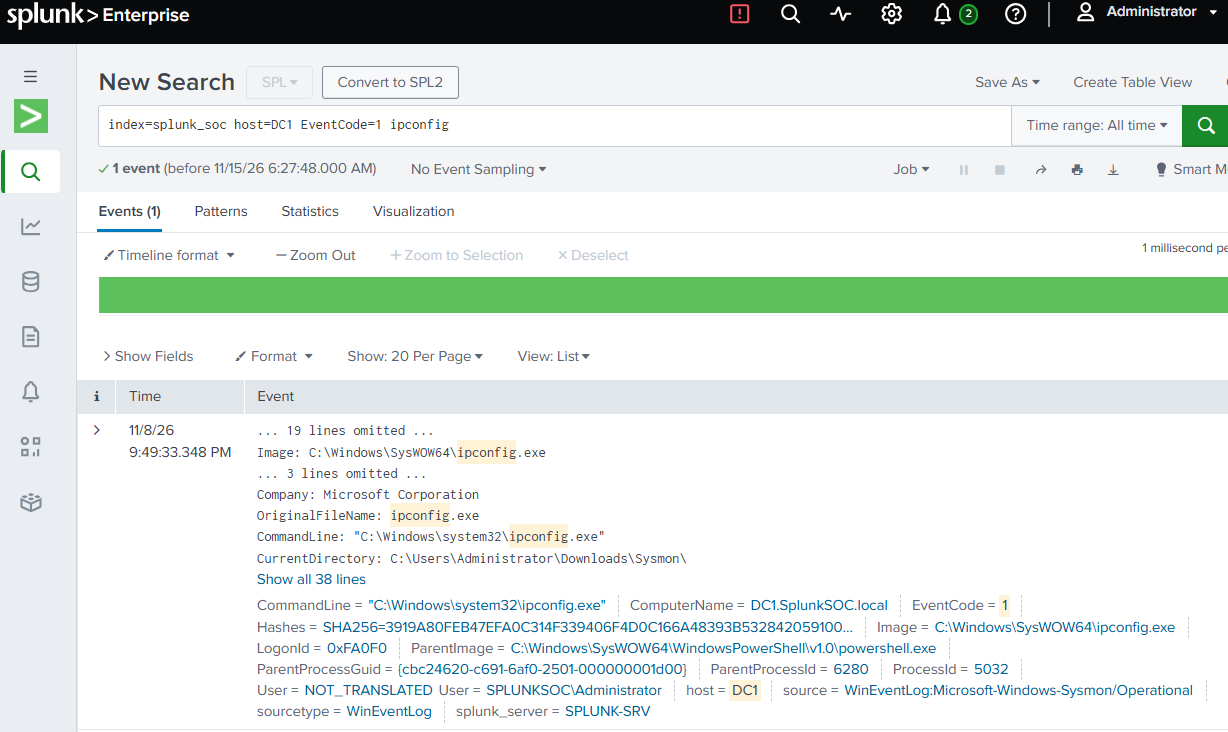 splunk> Enterprise
2
Administrator
New Search
SPL
Convert to SPL2
Save As
Create Table View
index=splunk_soc host=DC1 EventCode=1 ipconfig
Time range: All time
1 event (before 11/15/26 6:27:48.000 AM)
No Event Sampling
Job
Smart M
Events (1)
Patterns
Statistics
Visualization
Timeline format
— Zoom Out
+ Zoom to Selection
× Deselect
1 millisecond pe
> Show Fields
Format
Show: 20 Per Page
View: List
i
Time
Event
11/8/26
9:49:33.348 PM
... 19 lines omitted ...
Image: C:\Windows\SysWOW64\ipconfig.exe
... 3 lines omitted ...
Company: Microsoft Corporation
OriginalFileName: ipconfig.exe
CommandLine: "C:\Windows\system32\ipconfig.exe"
CurrentDirectory: C:\Users\Administrator\Downloads\Sysmon\
Show all 38 lines
CommandLine = "C:\Windows\system32\ipconfig.exe" ComputerName = DC1.SplunkSOC.local EventCode = 1
Hashes = SHA256=3919A80FEB47EFA0C314F339406F4D0C166A48393B532842059100... Image = C:\Windows\SysWOW64\ipconfig.exe
LogonId = 0xFA0F0 ParentImage = C:\Windows\SysWOW64\WindowsPowerShell\v1.0\powershell.exe
ParentProcessGuid = {cbc24620-c691-6af0-2501-000000001d00} ParentProcessId = 6280 ProcessId = 5032
User = NOT_TRANSLATED User = SPLUNKSOC\Administrator host = DC1 source = WinEventLog:Microsoft-Windows-Sysmon/Operational
sourcetype = WinEventLog splunk_server = SPLUNK-SRV